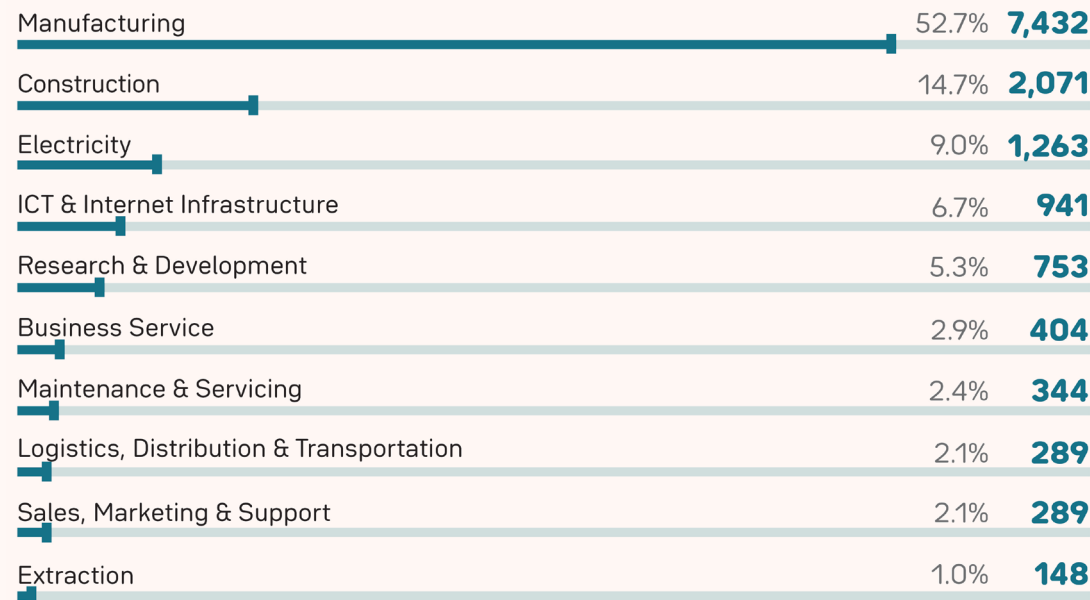 Manufacturing 52.7% 7,432
Construction 14.7% 2,071
Electricity 9.0% 1,263
ICT & Internet Infrastructure 6.7% 941
Research & Development 5.3% 753
Business Service 2.9% 404
Maintenance & Servicing 2.4% 344
Logistics, Distribution & Transportation 2.1% 289
Sales, Marketing & Support 2.1% 289
Extraction 1.0% 148